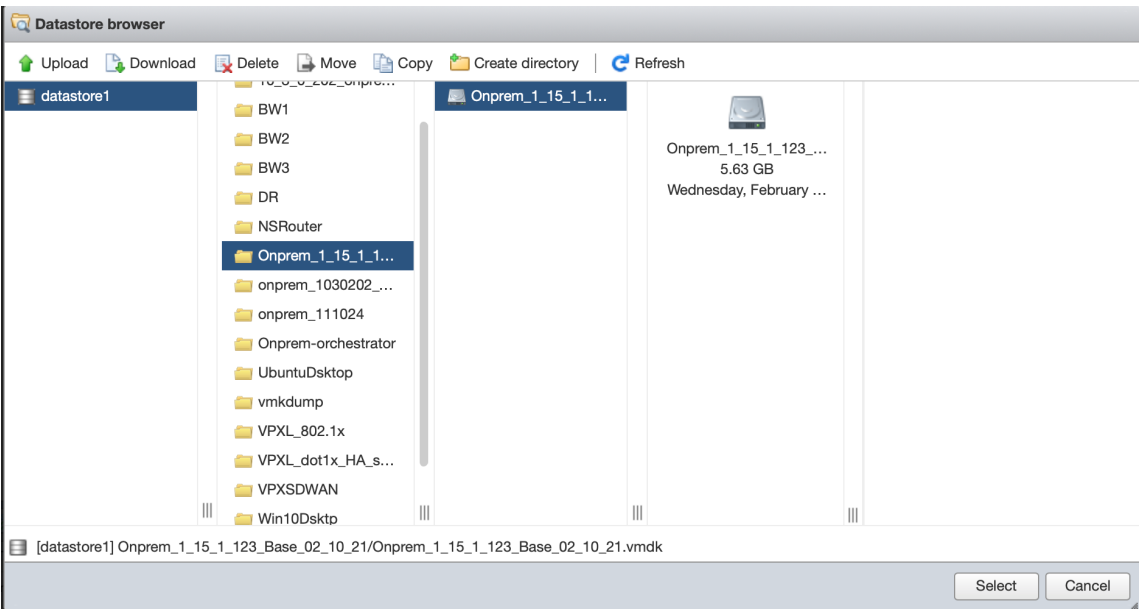 Datastore browser
Upload Download Delete Move Copy Create directory Refresh
datastore1
BW1
BW2
BW3
DR
NSRouter
Onprem_1_15_1_1...
onprem_1030202_...
onprem_111024
Onprem-orchestrator
UbuntuDsktop
vmkdump
VPXL_802.1x
VPXL_dot1x_HA_s...
VPXSDWAN
Win10Dsktp
Onprem_1_15_1_1...
Onprem_1_15_1_123_...
5.63 GB
Wednesday, February ...
[datastore1] Onprem_1_15_1_123_Base_02_10_21/Onprem_1_15_1_123_Base_02_10_21.vmdk
Select Cancel